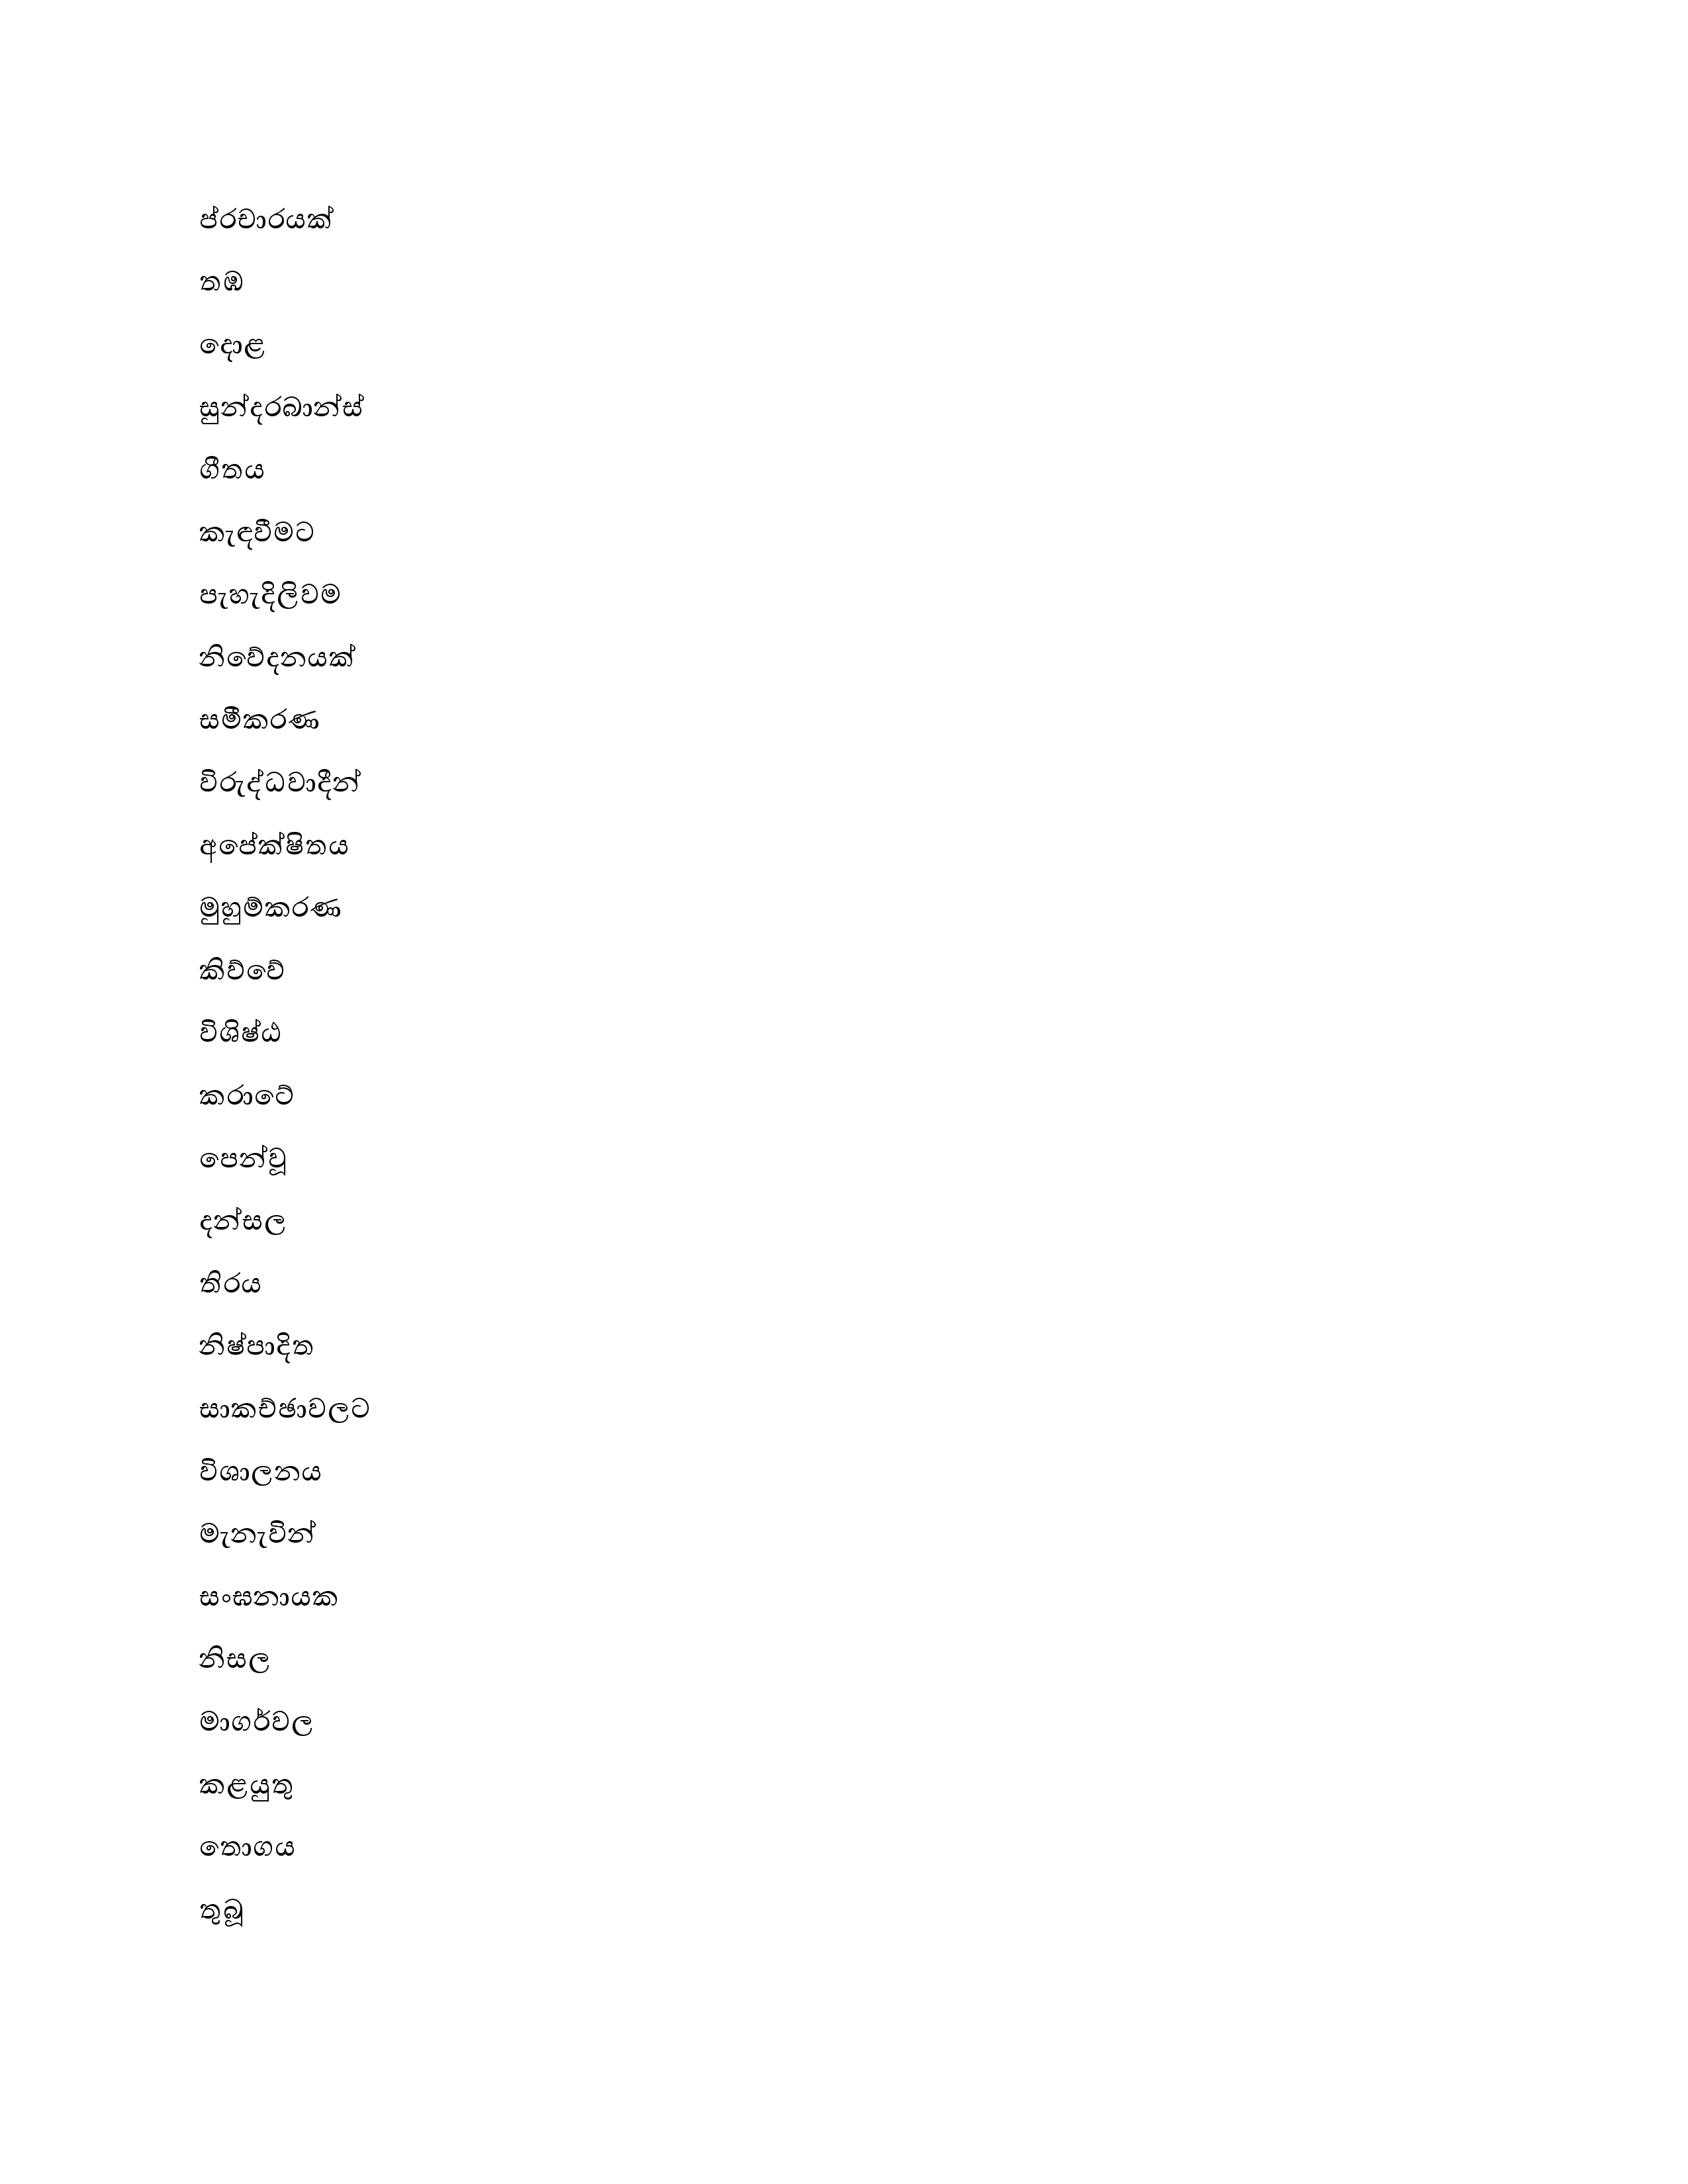 ප්රචාරයක්
තඹ
දොළ
සුන්දරබාන්ස්
ගීතය
කැඳවීමට
පැහැදිලිවම
නිවේදනයක්
සමීකරණ
විරුද්ධවාදීන්
අපේක්ෂිතය
මුහුම්කරණ
කිව්වේ
විශිෂ්ඨ
කරාටේ
පෙන්වූ
දන්සල
තිරය
නිෂ්පාදිත
සාකච්ඡාවලට
විශාලනය
මැනැවින්
සංඝනායක
නිසල
මාගර්වල
කළයුතු
තොගය
තුබූ